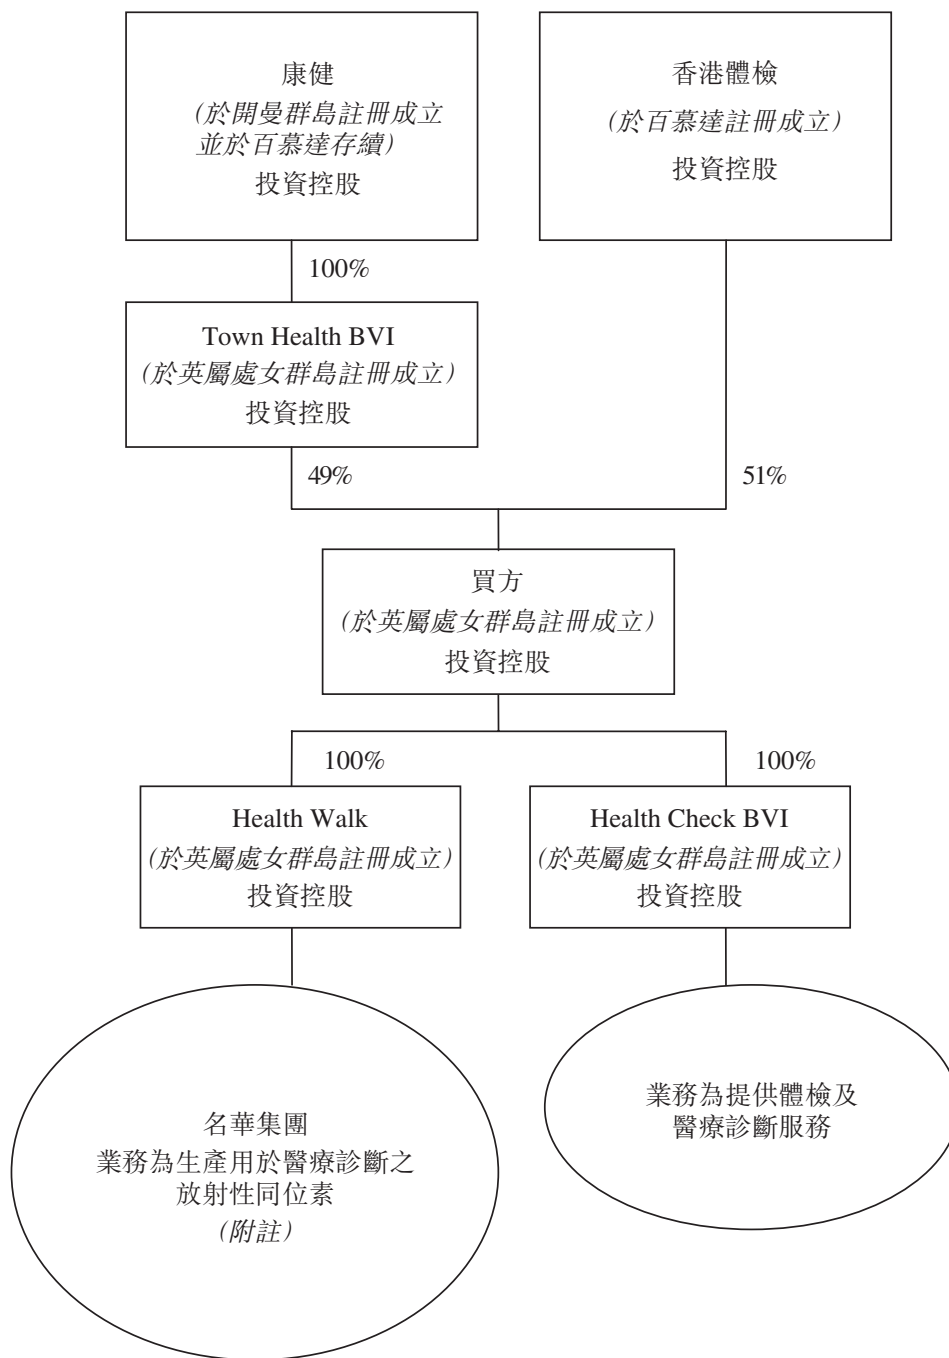 康健
(於開曼群島註冊成立
並於百慕達存續)
投資控股
香港體檢
(於百慕達註冊成立)
投資控股
100%
Town Health BVI
(於英屬處女群島註冊成立)
投資控股
49%
51%
買方
(於英屬處女群島註冊成立)
投資控股
100%
100%
Health Walk
(於英屬處女群島註冊成立)
投資控股
Health Check BVI
(於英屬處女群島註冊成立)
投資控股
名華集團
業務為生產用於醫療診斷之
放射性同位素
(附註)
業務為提供體檢及
醫療診斷服務